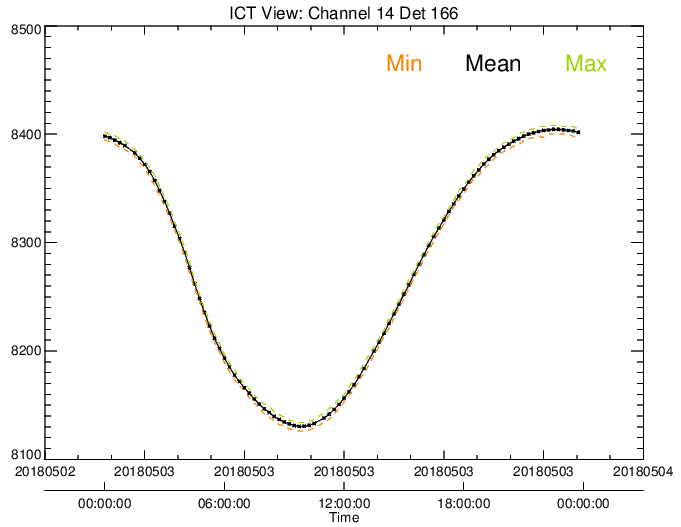 ICT View: Channel 14 Det 166
8500
Min Mean Max
8400
8300
8200
8100
20180502 20180503 20180503 20180503 20180503 20180503 20180504
00:00:00 06:00:00 12:00:00 18:00:00 00:00:00
Time